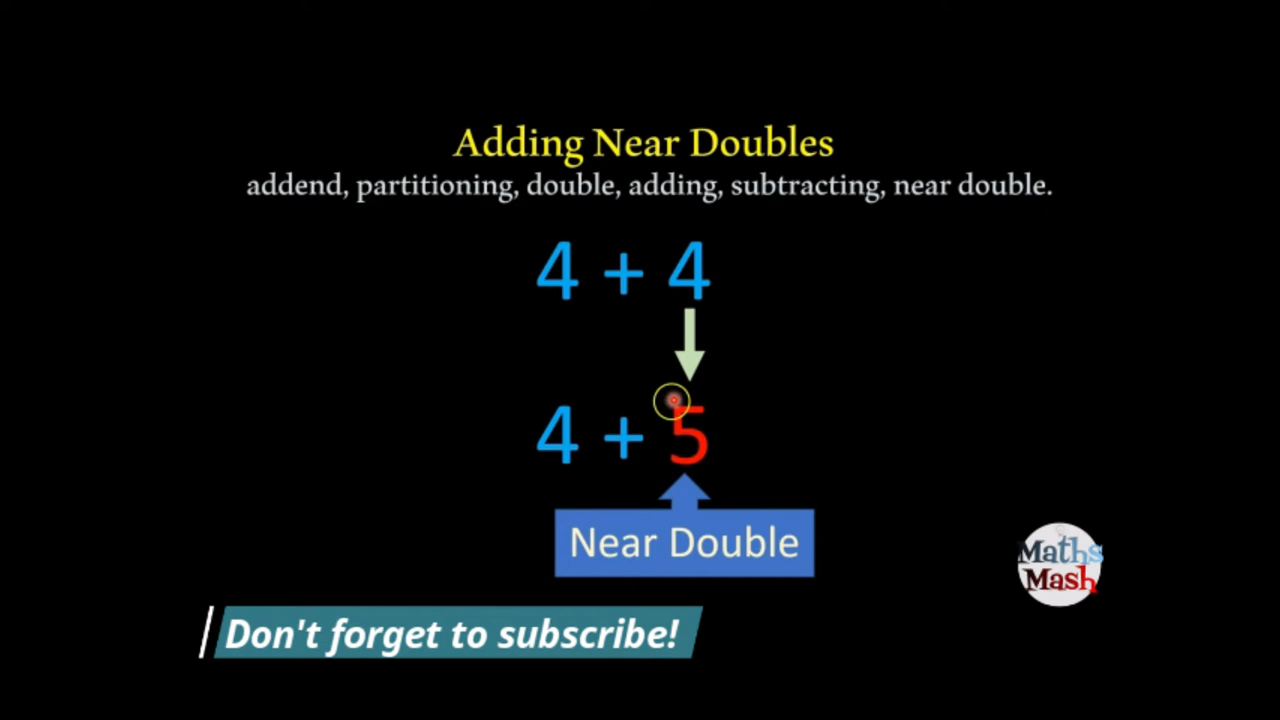 Adding Near Doubles
addend, partitioning, double, adding, subtracting, near double.
4 + 4
4 + 5
Near Double
Maths
Mash
Don't forget to subscribe!